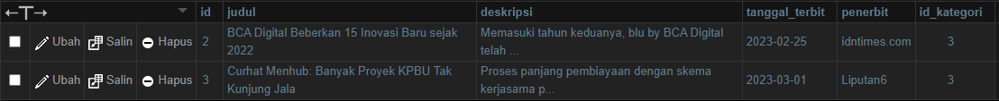 ←T→ id judul deskripsi tanggal_terbit penerbit id_kategori
Ubah Salin Hapus 2 BCA Digital Beberkan 15 Inovasi Baru sejak 2022 Memasuki tahun keduanya, blu by BCA Digital telah ... 2023-02-25 idntimes.com 3
Ubah Salin Hapus 3 Curhat Menhub: Banyak Proyek KPBU Tak Kunjung Jala Proses panjang pembiayaan dengan skema kerjasama p... 2023-03-01 Liputan6 3